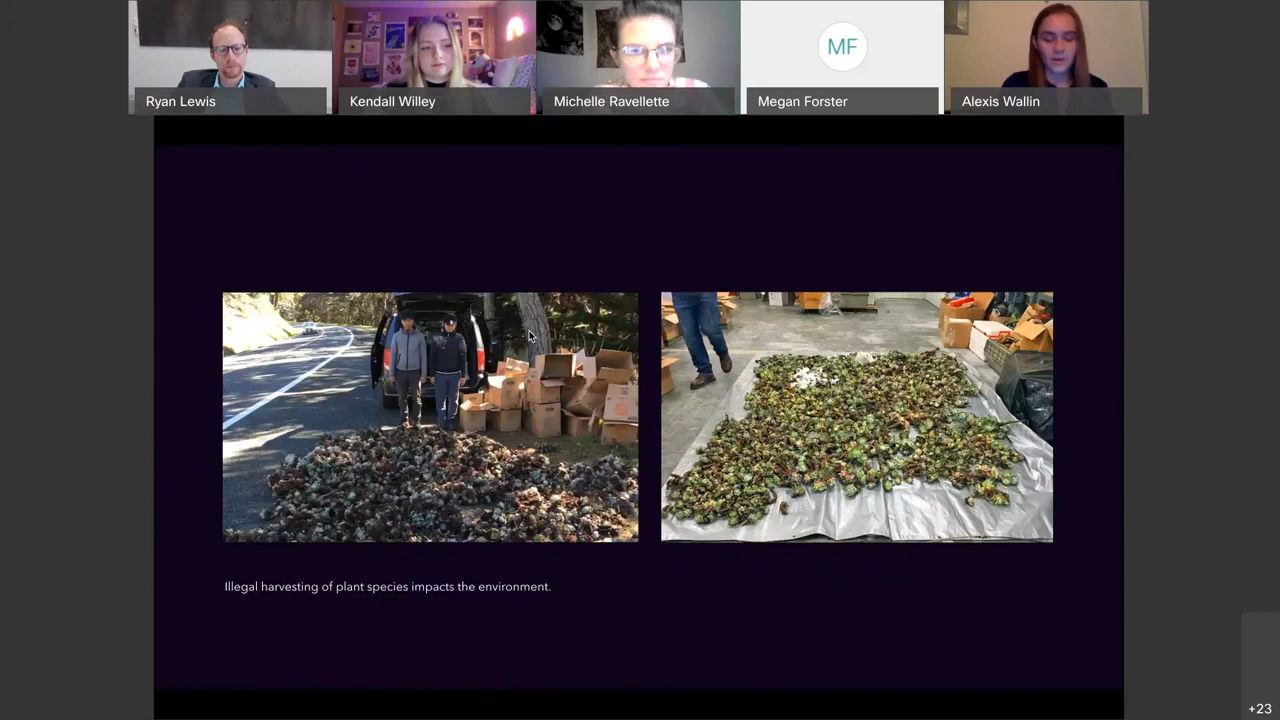 Ryan Lewis
Kendall Willey
Michelle Ravellette
MF
Megan Forster
Alexis Wallin
Illegal harvesting of plant species impacts the environment.
+23